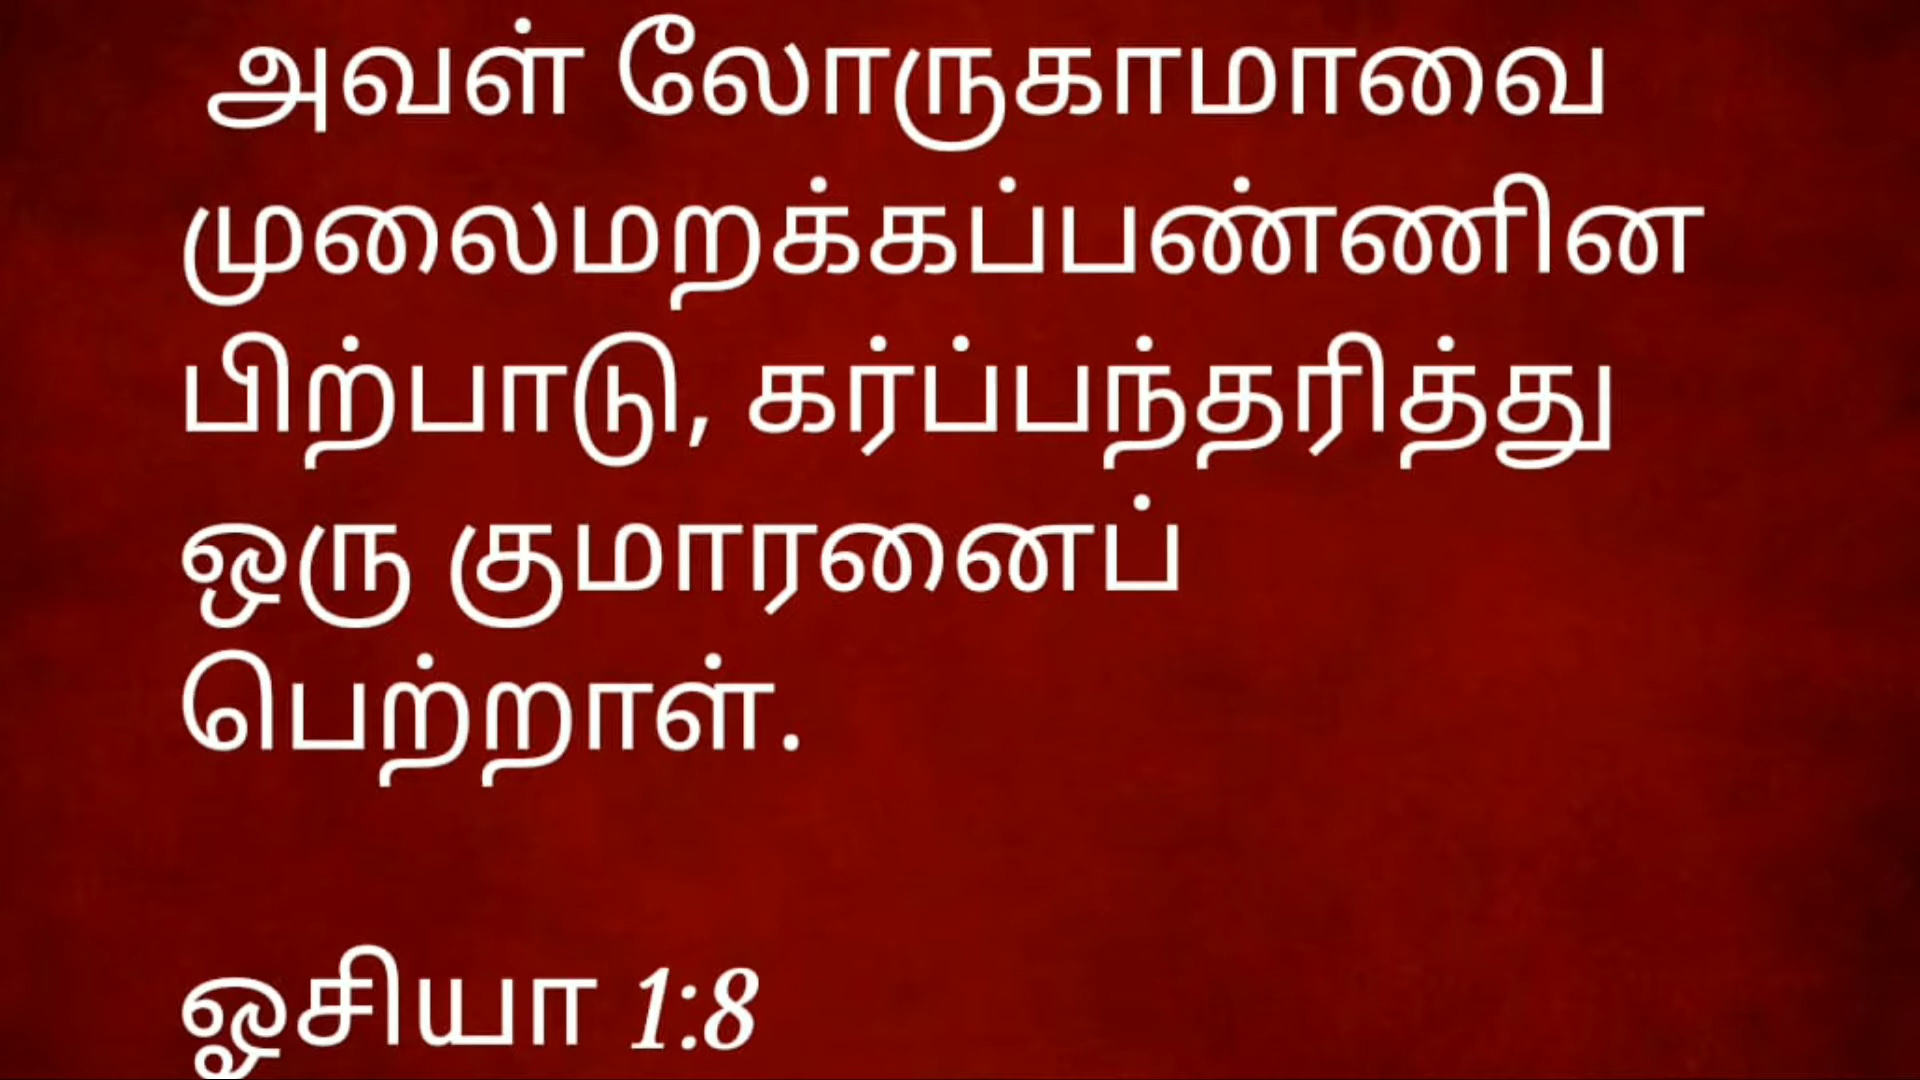 அவள் லோருகாமாவை
முலைமறக்கப்பண்ணின
பிற்பாடு, கர்ப்பந்தரித்து
ஒரு குமாரனைப்
பெற்றாள்.
ஓசியா 1:8